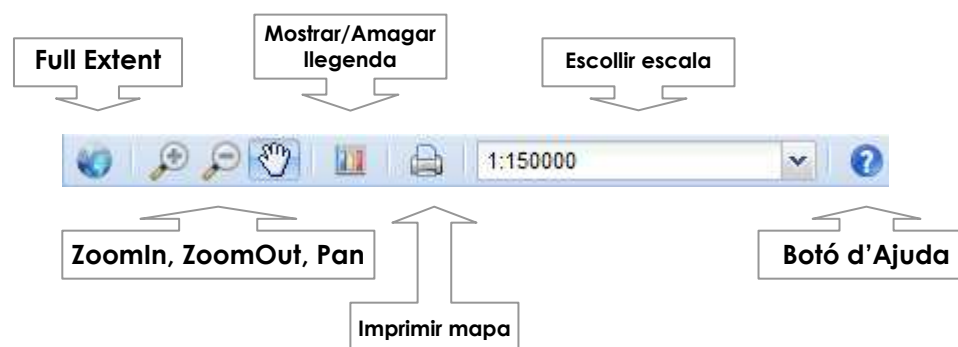 Mostrar/Amagar
llegenda
Full Extent
Escollir escala
1:150000
?
ZoomIn, ZoomOut, Pan
Botó d'Ajuda
Imprimir mapa